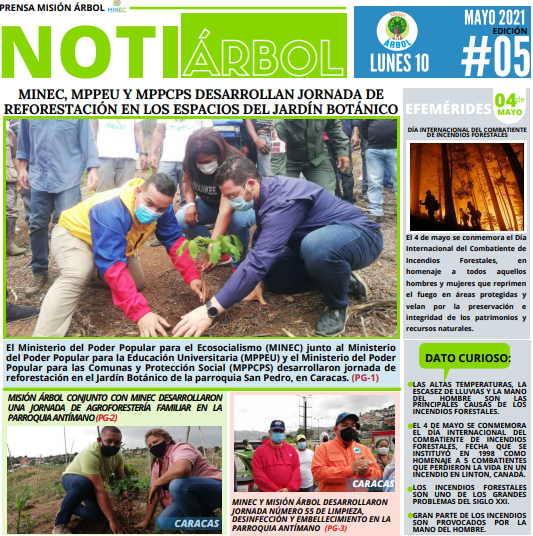 PRENSA MISIÓN ÁRBOL
MINEC
NOTI
ÁRBOL
ÁRBOL
LUNES 10
MAYO 2021
EDICIÓN
#05
MINEC, MPPEU Y MPPCPS DESARROLLAN JORNADA DE
REFORESTACIÓN EN LOS ESPACIOS DEL JARDÍN BOTÁNICO
YANKEE
El Ministerio del Poder Popular para el Ecosocialismo (MINEC) junto al Ministerio
del Poder Popular para la Educación Universitaria (MPPEU) y el Ministerio del Poder
Popular para las Comunas y Protección Social (MPPCPS) desarrollaron jornada de
reforestación en el Jardín Botánico de la parroquia San Pedro, en Caracas. (PG-1)
MISIÓN ÁRBOL CONJUNTO CON MINEC DESARROLLARON
UNA JORNADA DE AGROFORESTERÍA FAMILIAR EN LA
PARROQUIA ANTÍMANO (PG-2)
CARACAS
CARACAS
MINEC Y MISIÓN ÁRBOL DESARROLLARON
JORNADA NÚMERO 55 DE LIMPIEZA,
DESINFECCIÓN Y EMBELLECIMIENTO EN LA
PARROQUIA ANTÍMANO (PG-3)
EFEMÉRIDES
04 de
MAYO
DÍA INTERNACIONAL DEL COMBATIENTE
DE INCENDIOS FORESTALES
El 4 de mayo se conmemora el Día
Internacional del Combatiente de
Incendios Forestales, en
homenaje a todos aquellos
hombres y mujeres que reprimen
el fuego en áreas protegidas y
velan por la preservación e
integridad de los patrimonios y
recursos naturales.
DATO CURIOSO:
LAS ALTAS TEMPERATURAS, LA
ESCASEZ DE LLUVIAS Y LA MANO
DEL HOMBRE SON LAS
PRINCIPALES CAUSAS DE LOS
INCENDIOS FORESTALES.
EL 4 DE MAYO SE CONMEMORA
EL DÍA INTERNACIONAL DEL
COMBATIENTE DE INCENDIOS
FORESTALES, FECHA QUE SE
INSTITUYÓ EN 1998 COMO
HOMENAJE A 5 COMBATIENTES
QUE PERDIERON LA VIDA EN UN
INCENDIO EN LINTON, CANADÁ.
LOS INCENDIOS FORESTALES
SON UNO DE LOS GRANDES
PROBLEMAS DEL SIGLO XXI.
GRAN PARTE DE LOS INCENDIOS
SON PROVOCADOS POR LA
MANO DEL HOMBRE.